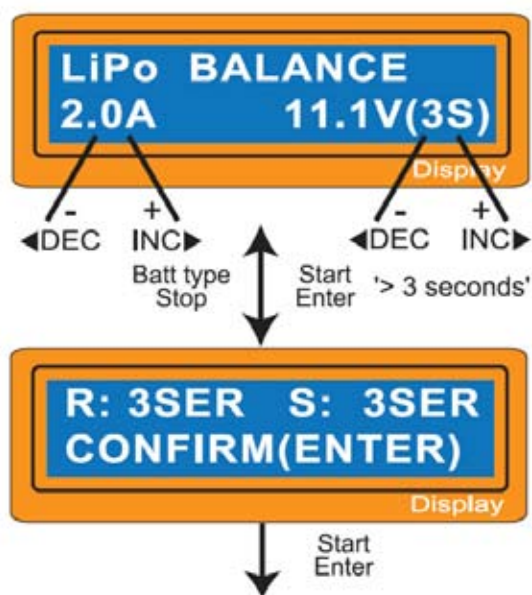 LiPo BALANCE
2.0A 11.1V(3S)
Display
- + - +
◀DEC INC▶ ◀DEC INC▶
Batt type Start '> 3 seconds'
Stop Enter
R: 3SER S: 3SER
CONFIRM(ENTER)
Display
Start
Enter